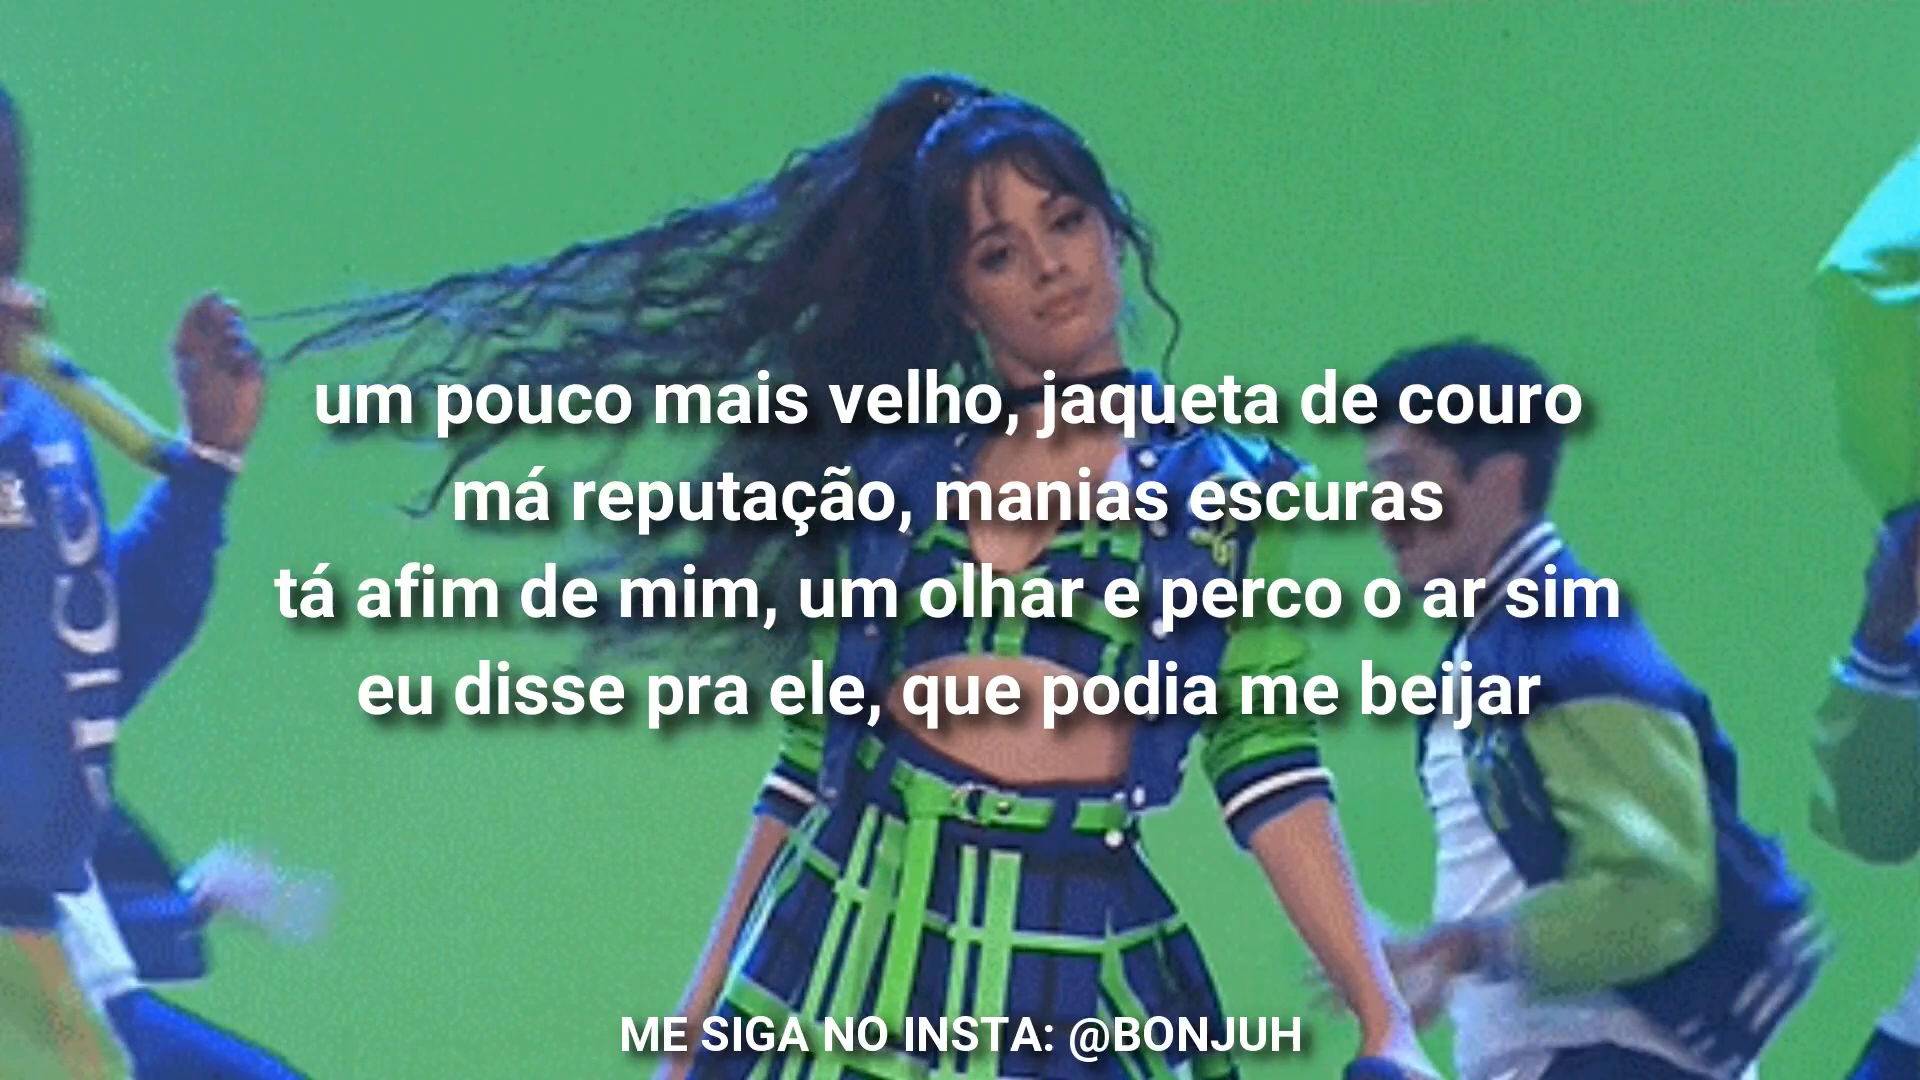 um pouco mais velho, jaqueta de couro
má reputação, manias escuras
tá afim de mim, um olhar e perco o ar sim
eu disse pra ele, que podia me beijar
ME SIGA NO INSTA: @BONJUH